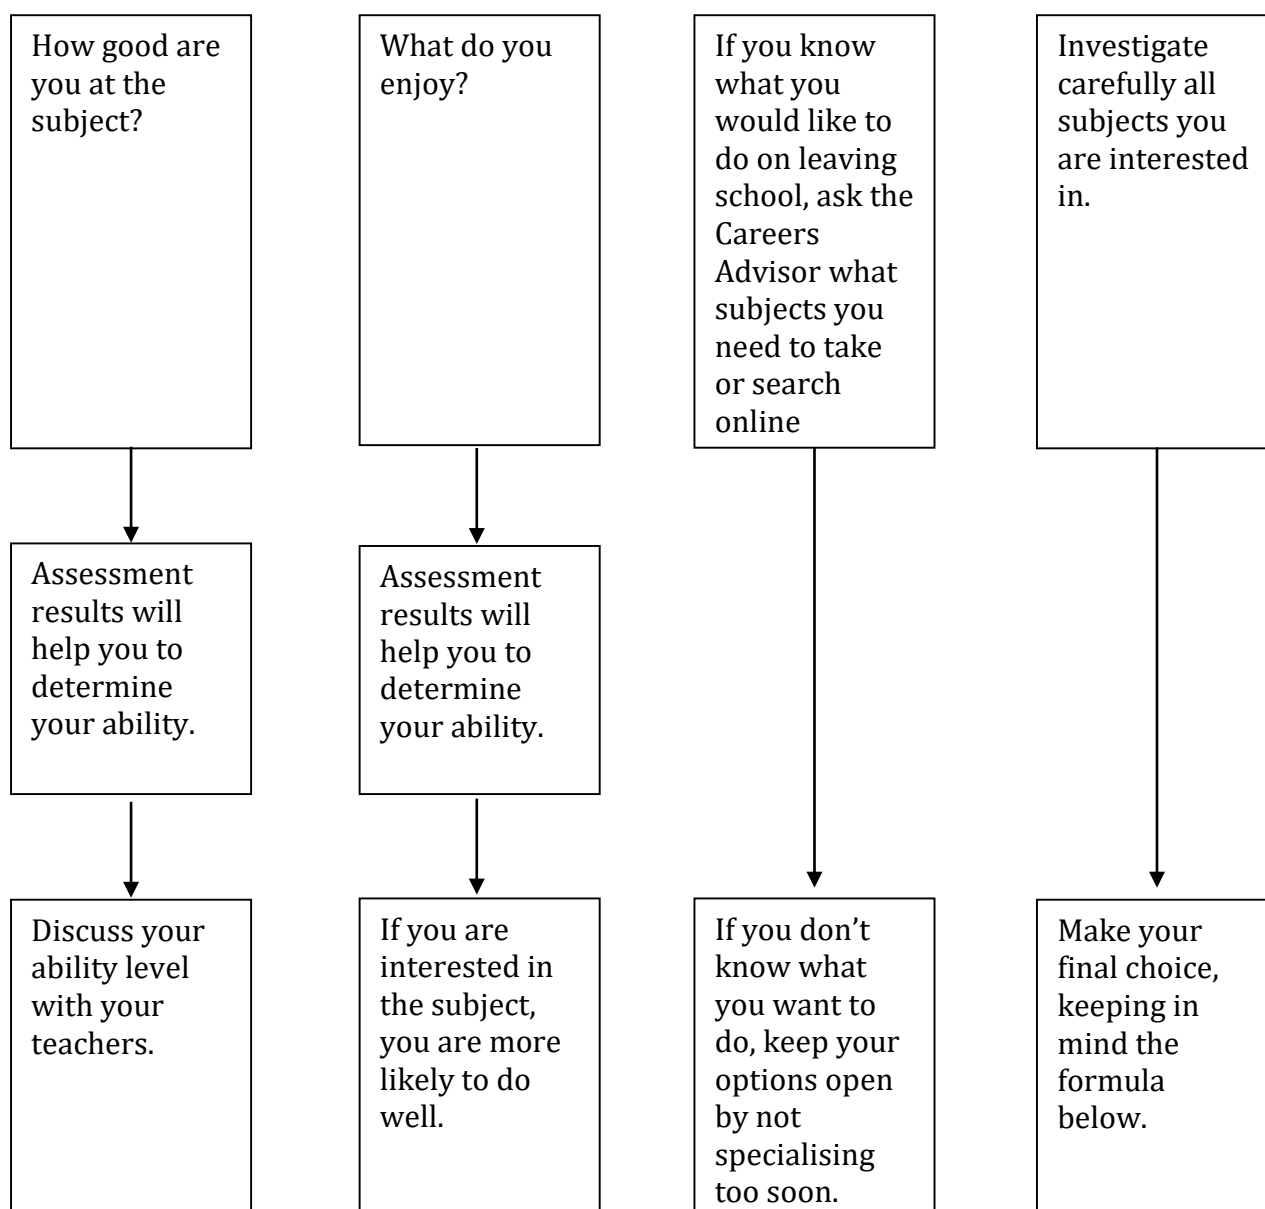 How good are
you at the
subject?
What do you
enjoy?
If you know
what you
would like to
do on leaving
school, ask the
Careers
Advisor what
subjects you
need to take
or search
online
Investigate
carefully all
subjects you
are interested
in.
Assessment
results will
help you to
determine
your ability.
Assessment
results will
help you to
determine
your ability.
Discuss your
ability level
with your
teachers.
If you are
interested in
the subject,
you are more
likely to do
well.
If you don’t
know what
you want to
do, keep your
options open
by not
specialising
too soon.
Make your
final choice,
keeping in
mind the
formula
below.